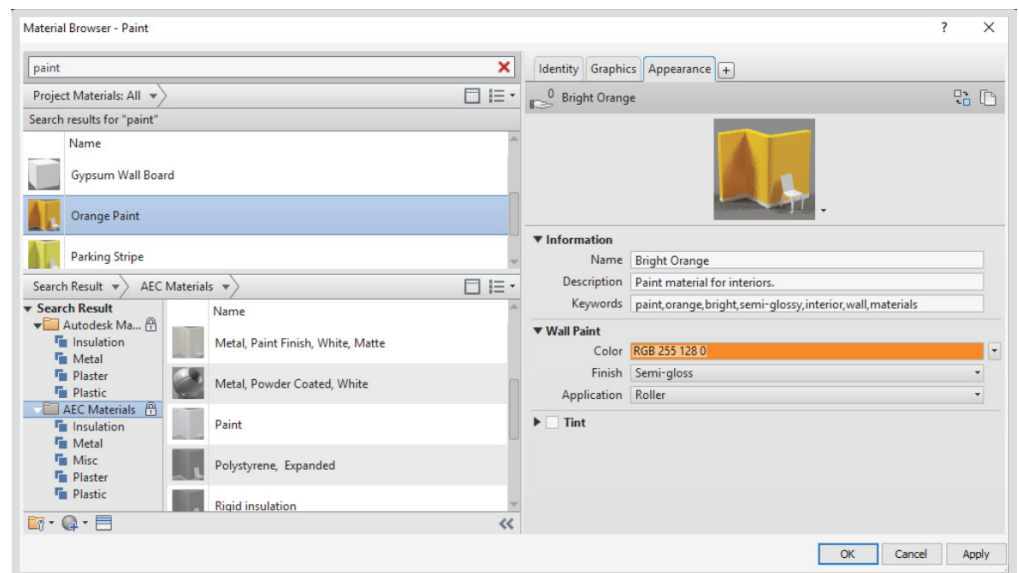 Material Browser - Paint
?
paint
Project Materials: All
Search results for "paint"
Name
Gypsum Wall Board
Orange Paint
Parking Stripe
Search Result
AEC Materials
Search Result
Autodesk Ma...
Insulation
Metal
Plaster
Plastic
AEC Materials
Insulation
Metal
Misc
Plaster
Plastic
Name
Metal, Paint Finish, White, Matte
Metal, Powder Coated, White
Paint
Polystyrene, Expanded
Rigid insulation
Identity Graphics Appearance +
0 Bright Orange
Information
Name Bright Orange
Description Paint material for interiors.
Keywords paint,orange,bright,semi-glossy,interior,wall,materials
Wall Paint
Color RGB 255 128 0
Finish Semi-gloss
Application Roller
Tint
OK Cancel Apply